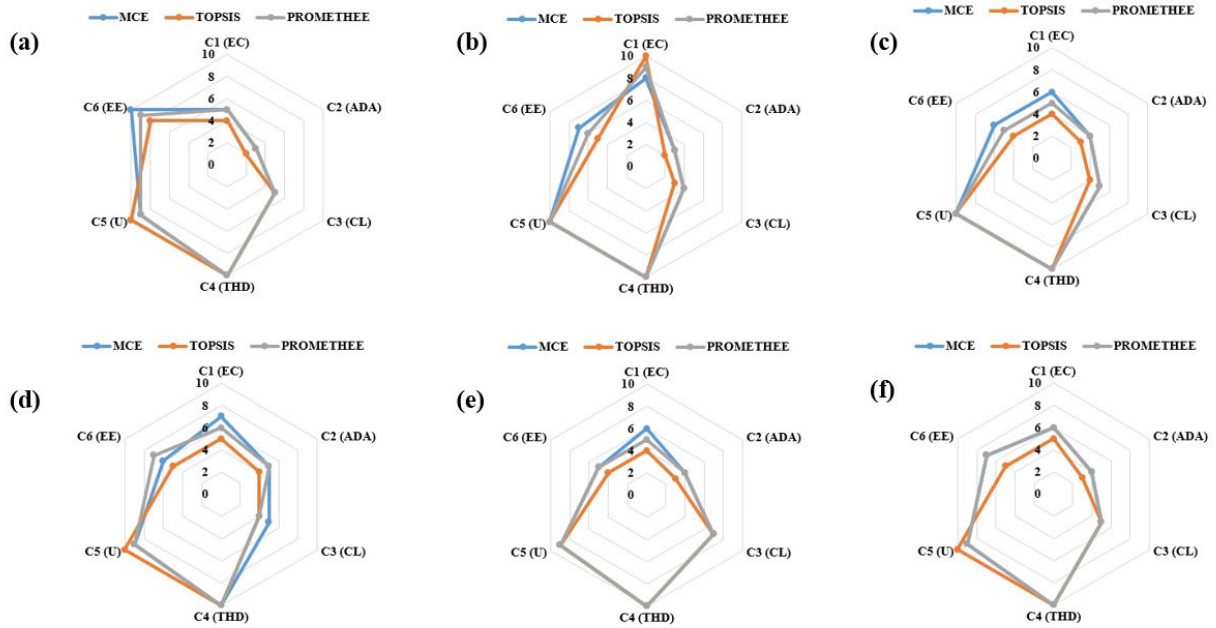 MCE TOPSIS PROMETHEE
(a)
C1 (EC)
10
8
6
4
2
0
C2 (ADA)
C3 (CL)
C4 (THD)
C5 (U)
C6 (EE)
MCE TOPSIS PROMETHEE
(b)
C1 (EC)
10
8
6
4
2
0
C2 (ADA)
C3 (CL)
C4 (THD)
C5 (U)
C6 (EE)
MCE TOPSIS PROMETHEE
(c)
C1 (EC)
10
8
6
4
2
0
C2 (ADA)
C3 (CL)
C4 (THD)
C5 (U)
C6 (EE)
MCE TOPSIS PROMETHEE
(d)
C1 (EC)
10
8
6
4
2
0
C2 (ADA)
C3 (CL)
C4 (THD)
C5 (U)
C6 (EE)
MCE TOPSIS PROMETHEE
(e)
C1 (EC)
10
8
6
4
2
0
C2 (ADA)
C3 (CL)
C4 (THD)
C5 (U)
C6 (EE)
MCE TOPSIS PROMETHEE
(f)
C1 (EC)
10
8
6
4
2
0
C2 (ADA)
C3 (CL)
C4 (THD)
C5 (U)
C6 (EE)